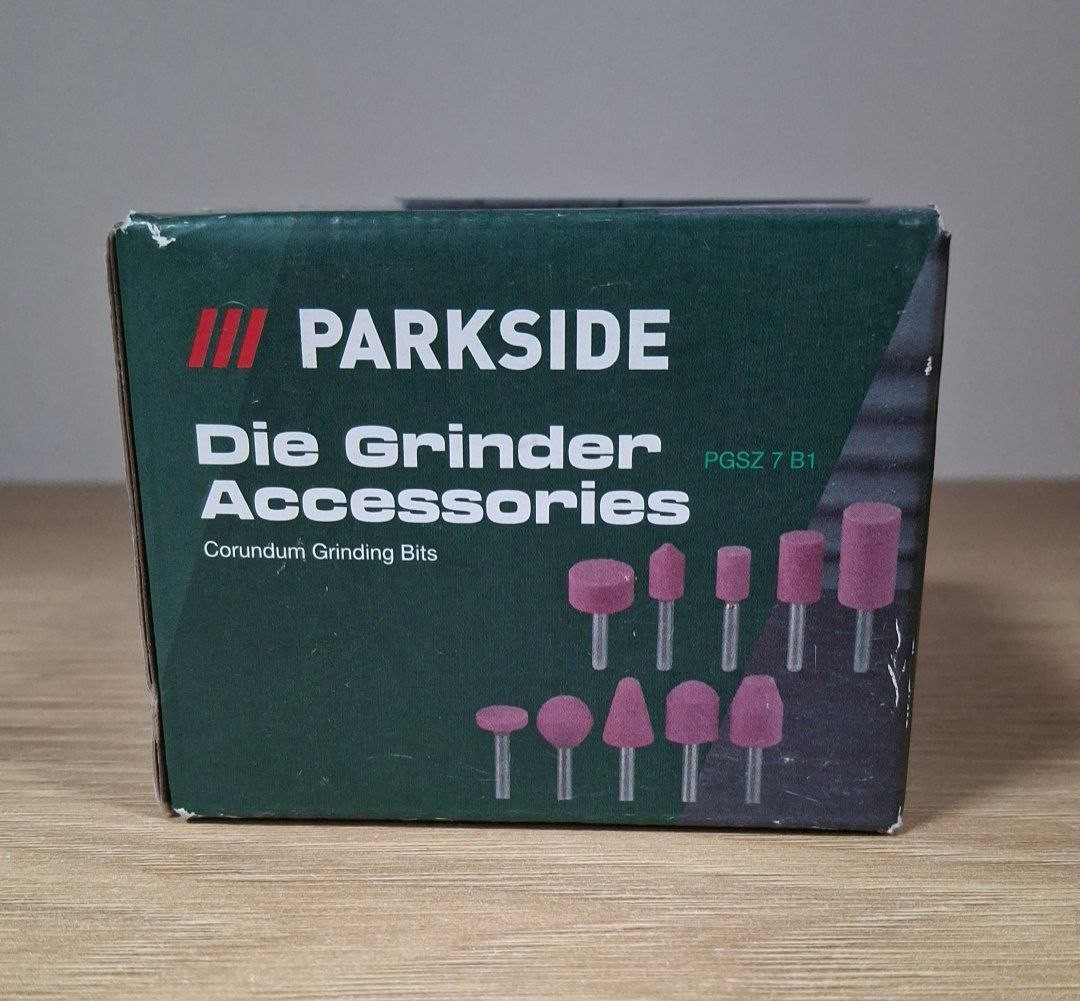 PARKSIDE
Die Grinder
PGSZ 7 B1
Accessories
Corundum Grinding Bits